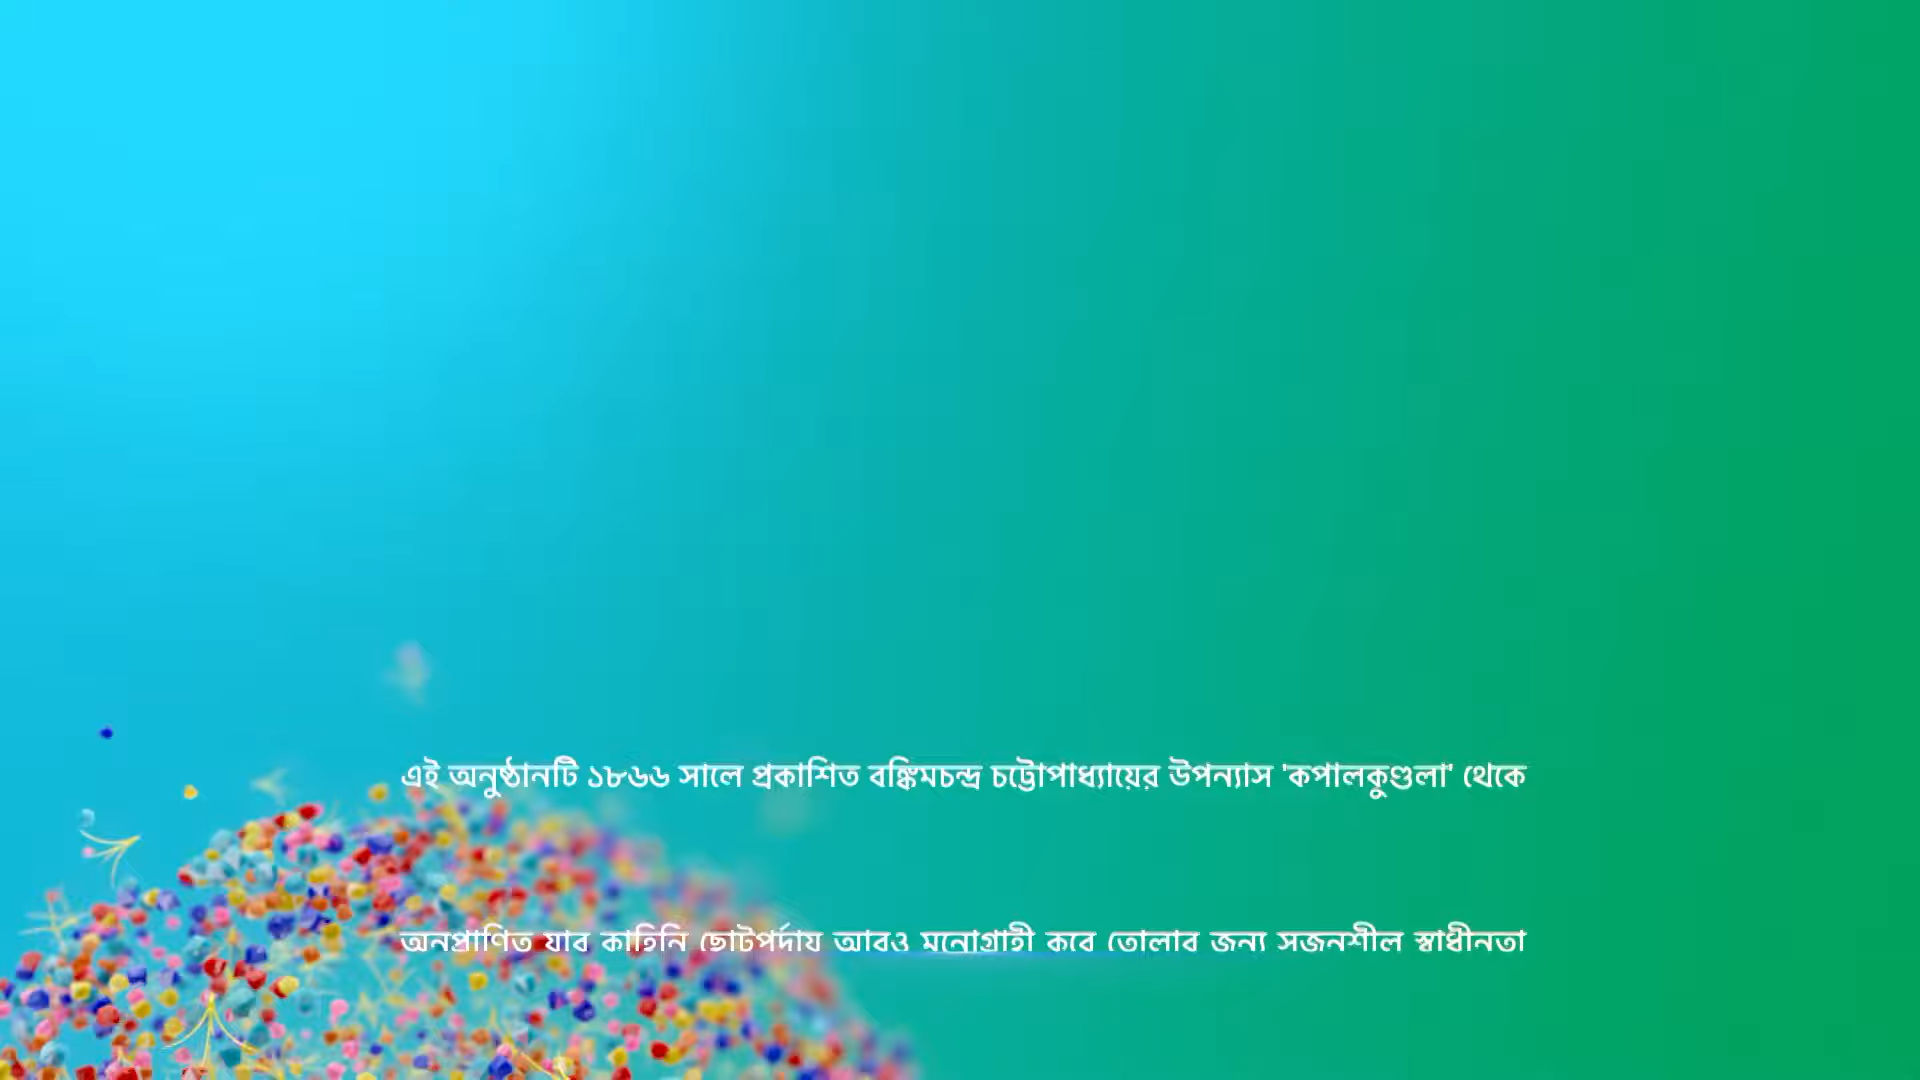 এই অনুষ্ঠানটি ১৮৬৬ সালে প্রকাশিত বঙ্কিমচন্দ্র চট্টোপাধ্যায়ের উপন্যাস 'কপালকুণ্ডলা' থেকে
অনুপ্রাণিত যার কাহিনি ছোটপর্দায় আরও মনোগ্রাহী করে তোলার জন্য সৃজনশীল স্বাধীনতা